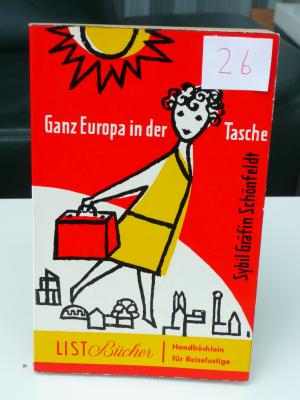 26
Ganz Europa in der Tasche
Sybil Gräfin Schönfeldt
LIST Bücher
Handbüchlein
für Reiselustige